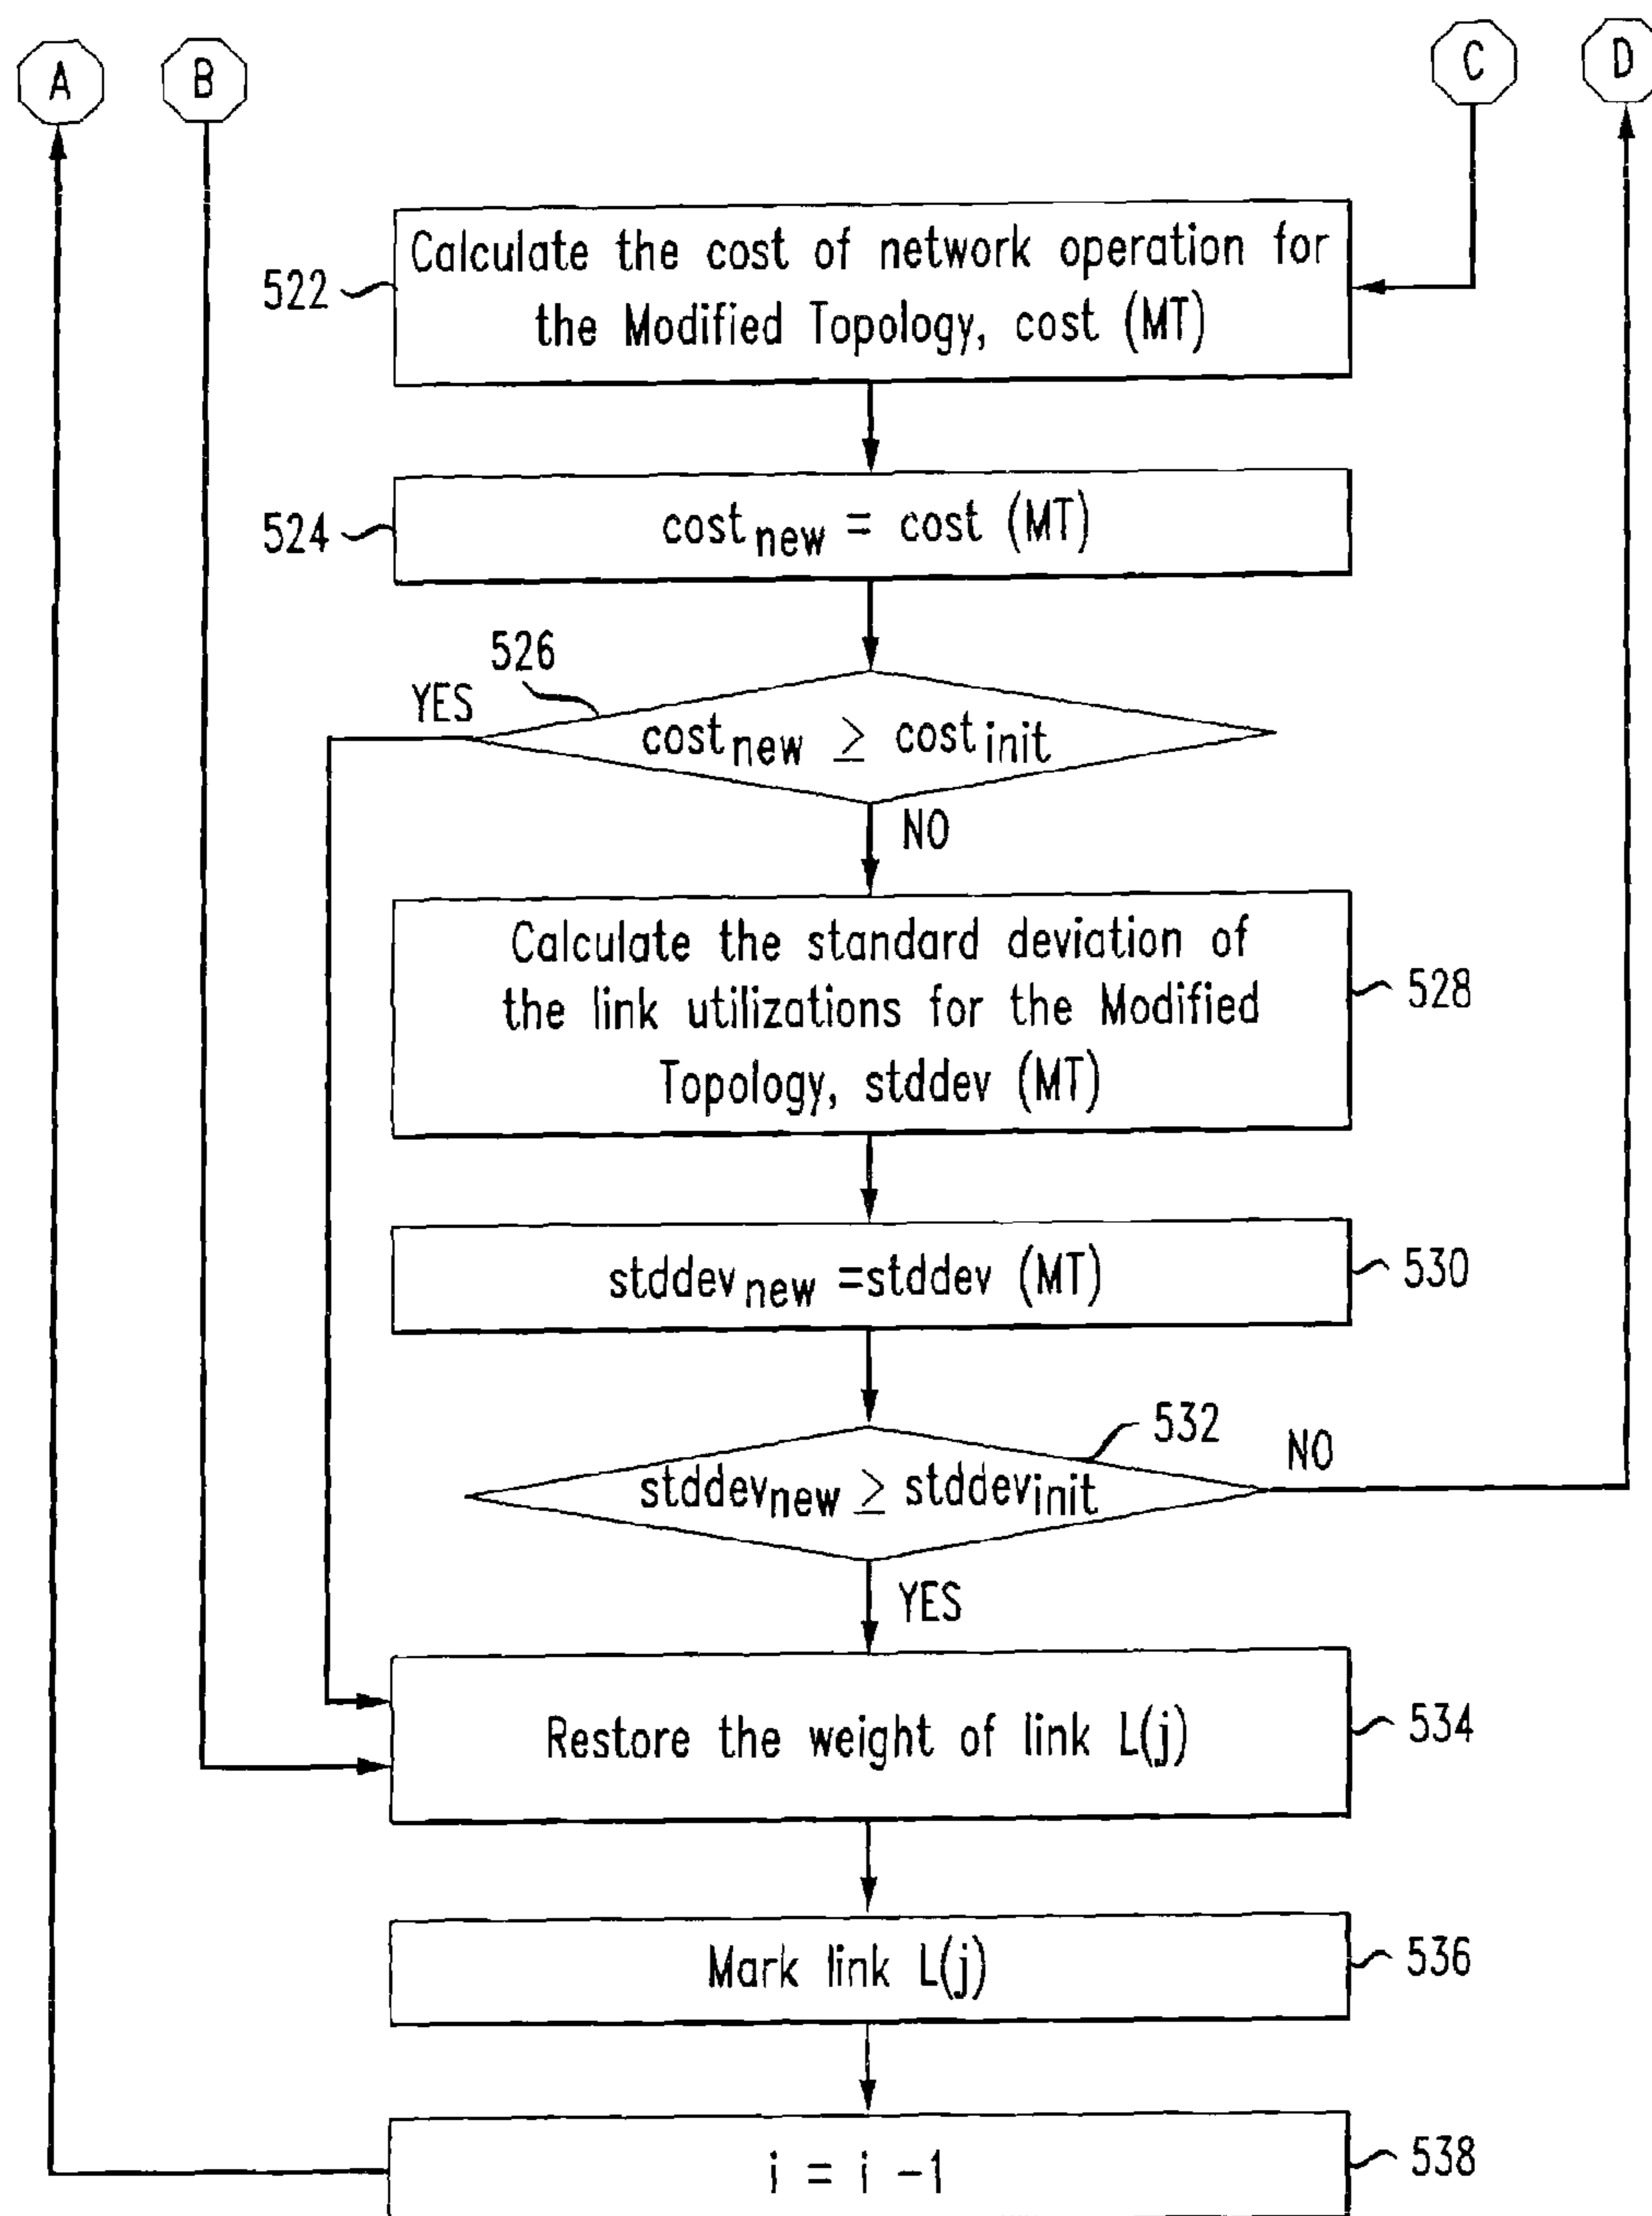 A
B
C
D
522
Calculate the cost of network operation for
the Modified Topology, cost (MT)
524
cost new = cost (MT)
526
YES
cost new ≥ cost init
NO
Calculate the standard deviation of
the link utilizations for the Modified
Topology, stddev (MT)
528
stddev new =stddev (MT)
530
532
stddev new ≥ stddev init
NO
YES
Restore the weight of link L(j)
534
Mark link L(j)
536
i = i -1
538